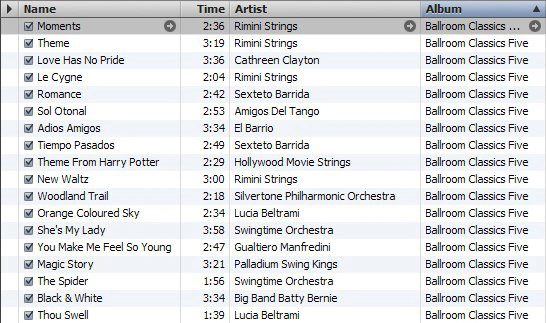 Name Time Artist Album
Moments 2:36 Rimini Strings Ballroom Classics ...
Theme 3:19 Rimini Strings Ballroom Classics Five
Love Has No Pride 3:36 Cathreen Clayton Ballroom Classics Five
Le Cygne 2:04 Rimini Strings Ballroom Classics Five
Romance 2:42 Sexteto Barrida Ballroom Classics Five
Sol Otonal 2:53 Amigos Del Tango Ballroom Classics Five
Adios Amigos 3:34 El Barrio Ballroom Classics Five
Tiempo Pasados 2:49 Sexteto Barrida Ballroom Classics Five
Theme From Harry Potter 2:29 Hollywood Movie Strings Ballroom Classics Five
New Waltz 3:00 Rimini Strings Ballroom Classics Five
Woodland Trail 2:18 Silvertone Philharmonic Orchestra Ballroom Classics Five
Orange Coloured Sky 2:34 Lucia Beltrami Ballroom Classics Five
She's My Lady 3:58 Swingtime Orchestra Ballroom Classics Five
You Make Me Feel So Young 2:47 Gualtiero Manfredini Ballroom Classics Five
Magic Story 3:21 Palladium Swing Kings Ballroom Classics Five
The Spider 1:56 Swingtime Orchestra Ballroom Classics Five
Black & White 3:34 Big Band Batty Bernie Ballroom Classics Five
Thou Swell 1:39 Lucia Beltrami Ballroom Classics Five